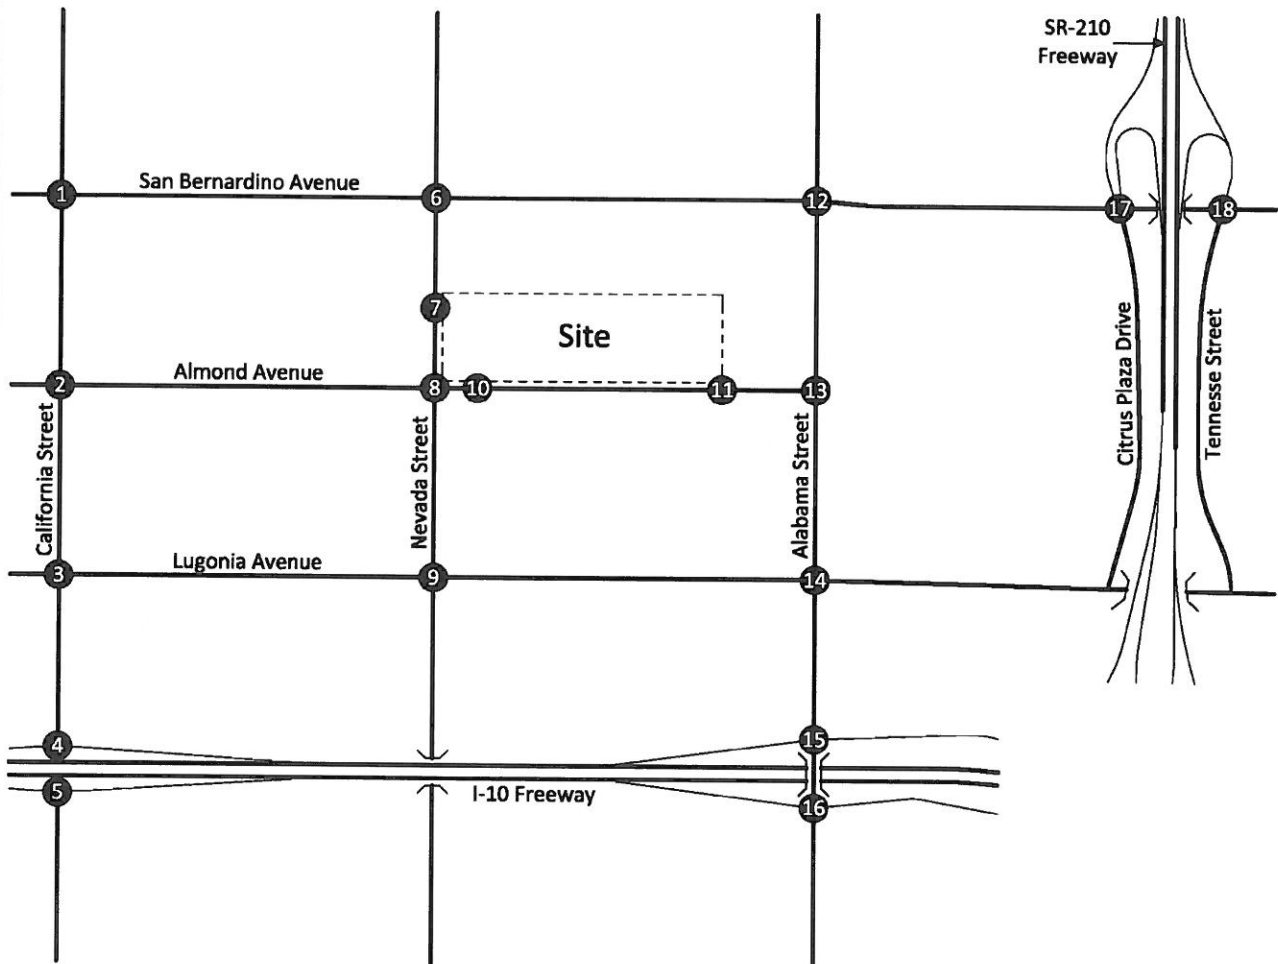 SR-210
Freeway
San Bernardino Avenue
1
6
12
17
18
7
Site
Citrus Plaza Drive
Tennesse Street
Almond Avenue
2
8
10
11
13
California Street
Nevada Street
Alabama Street
Lugonia Avenue
3
9
14
4
15
5
I-10 Freeway
16